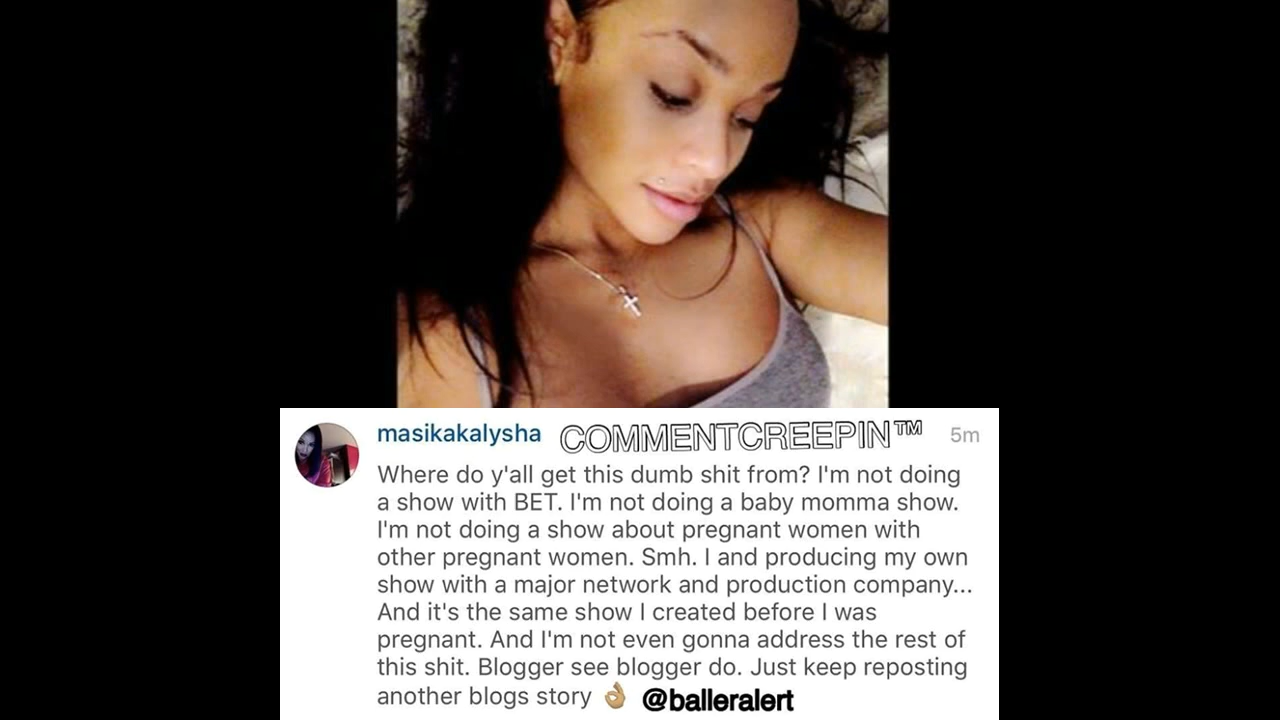 masikakalysha COMMENTCREEPIN™ 5m
Where do y'all get this dumb shit from? I'm not doing
a show with BET. I'm not doing a baby momma show.
I'm not doing a show about pregnant women with
other pregnant women. Smh. I and producing my own
show with a major network and production company...
And it's the same show I created before I was
pregnant. And I'm not even gonna address the rest of
this shit. Blogger see blogger do. Just keep reposting
another blogs story 👌🏽 @balleralert